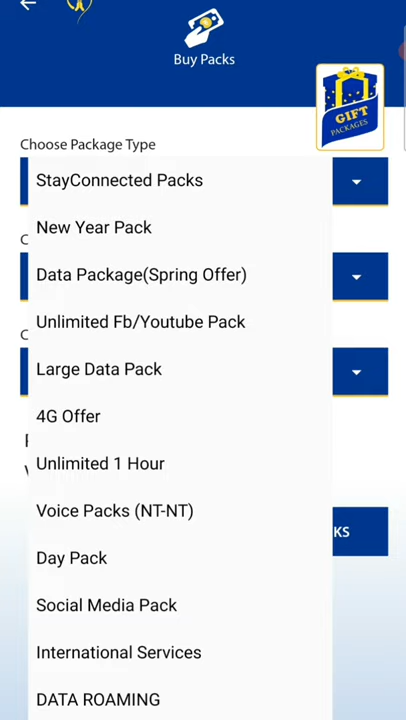 Buy Packs
GIFT
PACKAGES
Choose Package Type
StayConnected Packs
New Year Pack
C
Data Package(Spring Offer)
Unlimited Fb/Youtube Pack
C
Large Data Pack
4G Offer
Unlimited 1 Hour
Voice Packs (NT-NT)
KS
Day Pack
Social Media Pack
International Services
DATA ROAMING